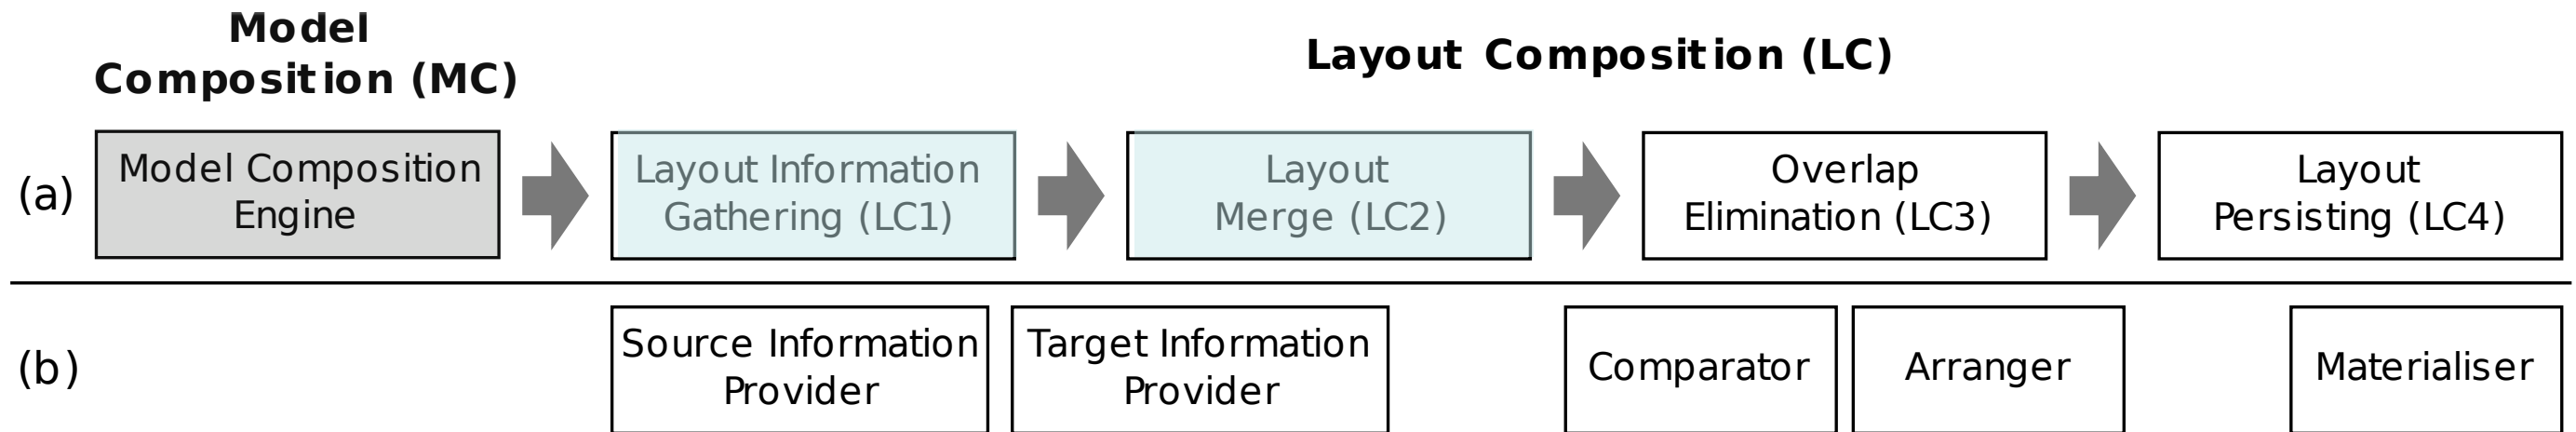 Model
Composition (MC)
Layout Composition (LC)
(a)
Model Composition
Engine
Layout Information
Gathering (LC1)
Layout
Merge (LC2)
Overlap
Elimination (LC3)
Layout
Persisting (LC4)
(b)
Source Information
Provider
Target Information
Provider
Comparator
Arranger
Materialiser